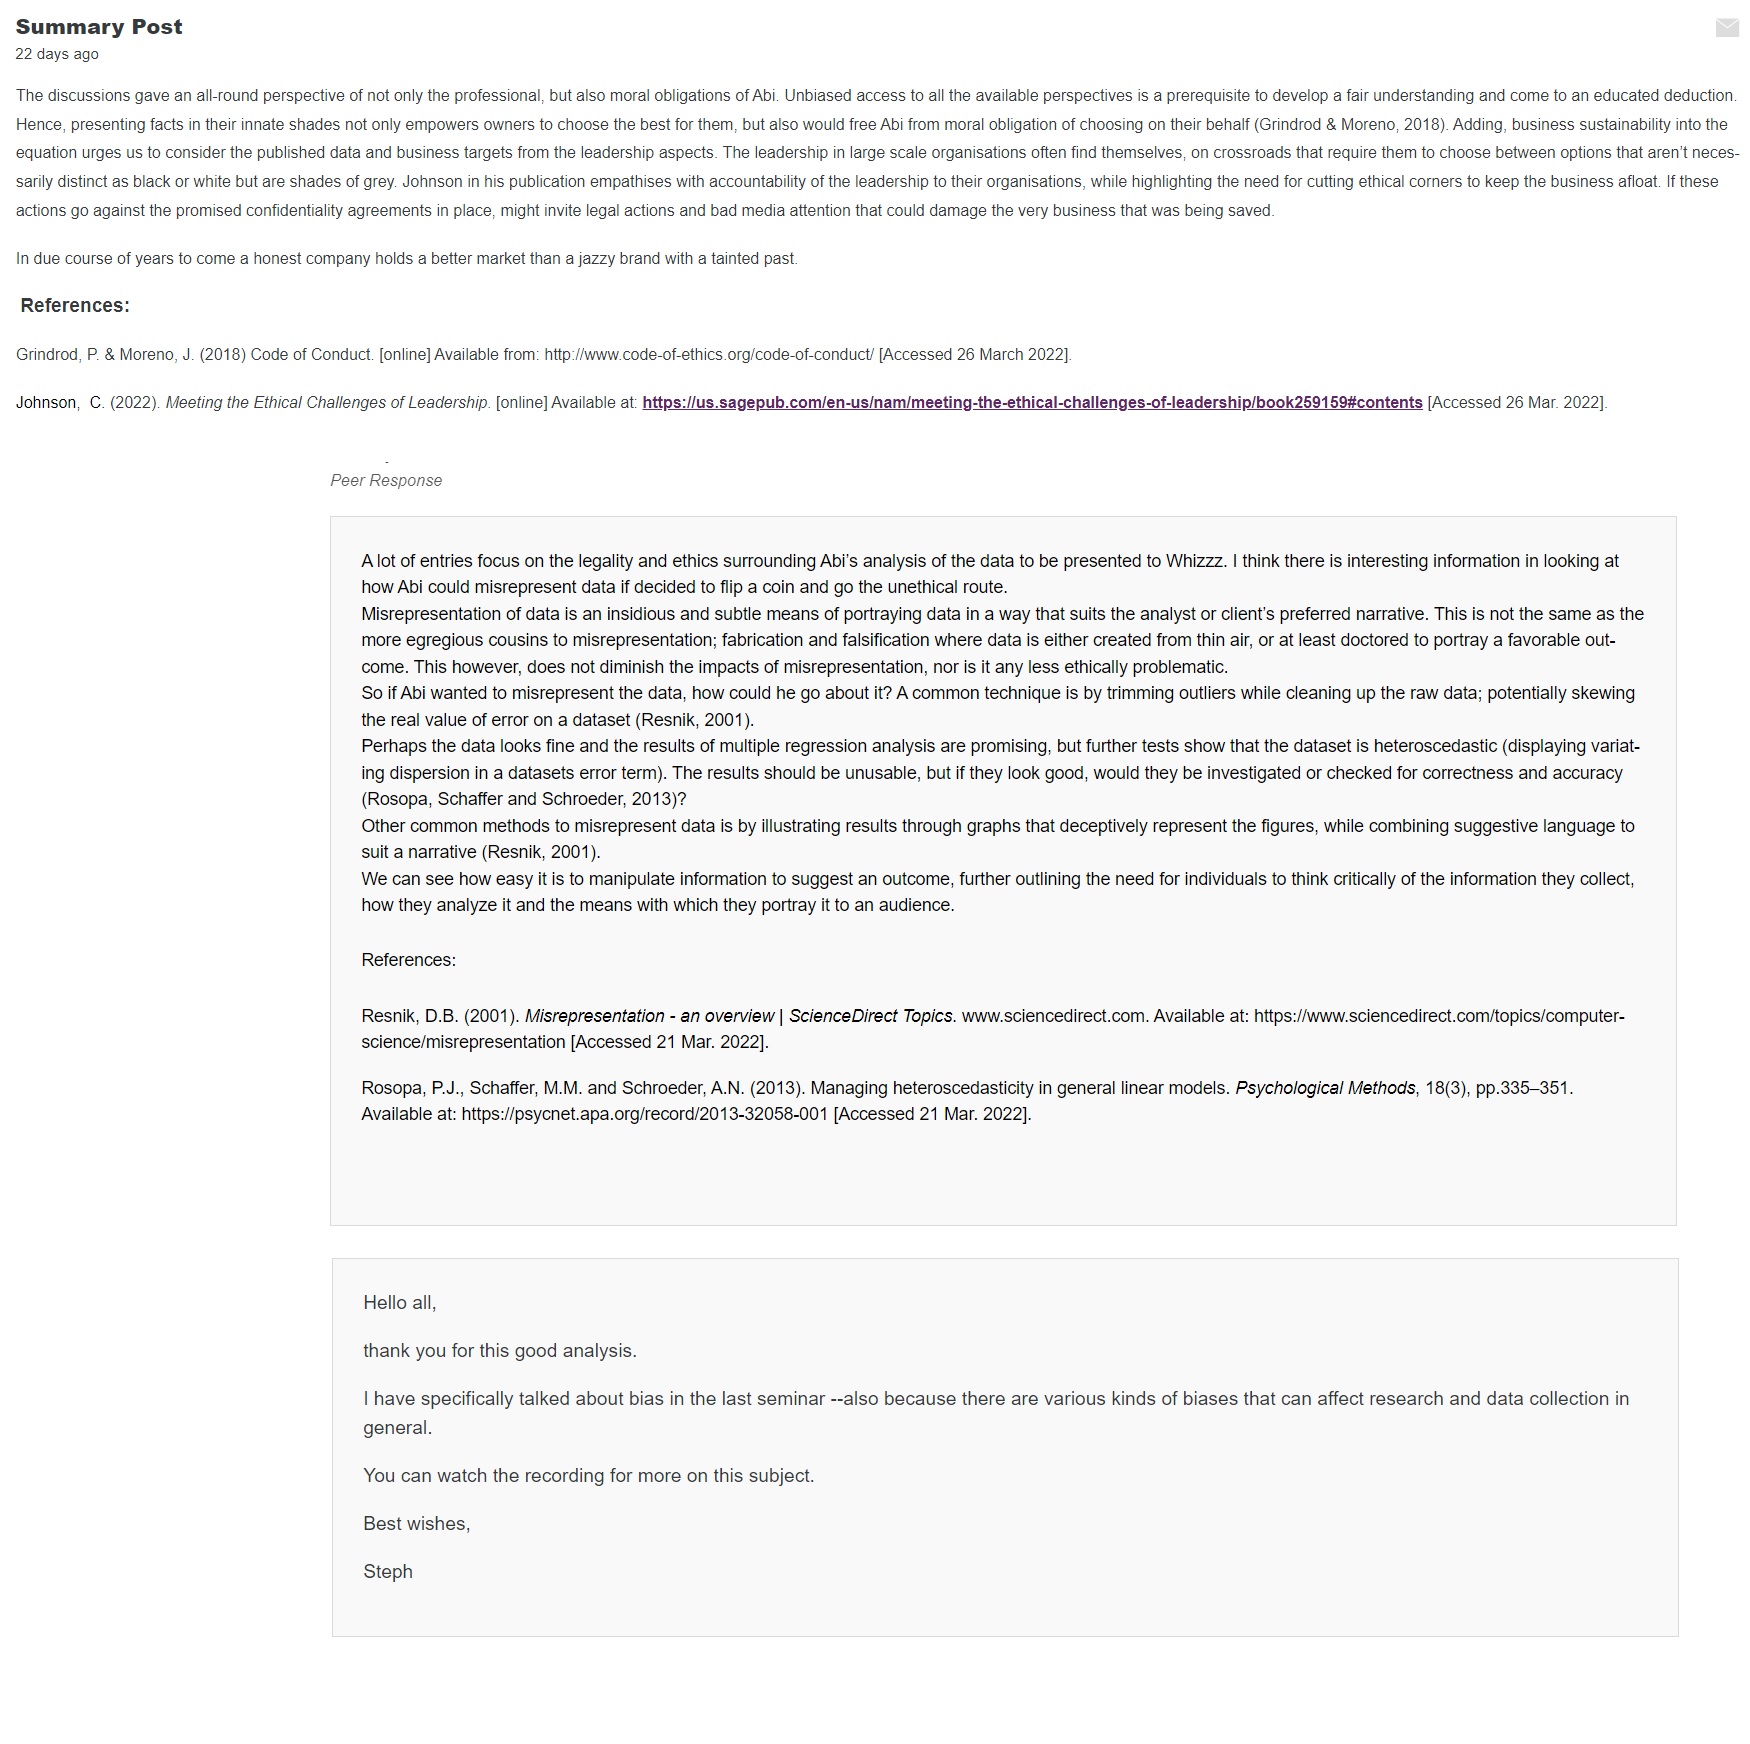 Summary Post
22 days ago
The discussions gave an all-round perspective of not only the professional, but also moral obligations of Abi. Unbiased access to all the available perspectives is a prerequisite to develop a fair understanding and come to an educated deduction.
Hence, presenting facts in their innate shades not only empowers owners to choose the best for them, but also would free Abi from moral obligation of choosing on their behalf (Grindrod & Moreno, 2018). Adding, business sustainability into the
equation urges us to consider the published data and business targets from the leadership aspects. The leadership in large scale organisations often find themselves, on crossroads that require them to choose between options that aren’t neces-
sarily distinct as black or white but are shades of grey. Johnson in his publication empathises with accountability of the leadership to their organisations, while highlighting the need for cutting ethical corners to keep the business afloat. If these
actions go against the promised confidentiality agreements in place, might invite legal actions and bad media attention that could damage the very business that was being saved.
In due course of years to come a honest company holds a better market than a jazzy brand with a tainted past.
References:
Grindrod, P. & Moreno, J. (2018) Code of Conduct. [online] Available from: http://www.code-of-ethics.org/code-of-conduct/ [Accessed 26 March 2022].
Johnson,  C. (2022). Meeting the Ethical Challenges of Leadership. [online] Available at: https://us.sagepub.com/en-us/nam/meeting-the-ethical-challenges-of-leadership/book259159#contents [Accessed 26 Mar. 2022].
Peer Response
A lot of entries focus on the legality and ethics surrounding Abi’s analysis of the data to be presented to Whizzz. I think there is interesting information in looking at
how Abi could misrepresent data if decided to flip a coin and go the unethical route.
Misrepresentation of data is an insidious and subtle means of portraying data in a way that suits the analyst or client’s preferred narrative. This is not the same as the
more egregious cousins to misrepresentation; fabrication and falsification where data is either created from thin air, or at least doctored to portray a favorable out-
come. This however, does not diminish the impacts of misrepresentation, nor is it any less ethically problematic.
So if Abi wanted to misrepresent the data, how could he go about it? A common technique is by trimming outliers while cleaning up the raw data; potentially skewing
the real value of error on a dataset (Resnik, 2001).
Perhaps the data looks fine and the results of multiple regression analysis are promising, but further tests show that the dataset is heteroscedastic (displaying variat-
ing dispersion in a datasets error term). The results should be unusable, but if they look good, would they be investigated or checked for correctness and accuracy
(Rosopa, Schaffer and Schroeder, 2013)?
Other common methods to misrepresent data is by illustrating results through graphs that deceptively represent the figures, while combining suggestive language to
suit a narrative (Resnik, 2001).
We can see how easy it is to manipulate information to suggest an outcome, further outlining the need for individuals to think critically of the information they collect,
how they analyze it and the means with which they portray it to an audience.
References:
Resnik, D.B. (2001). Misrepresentation - an overview | ScienceDirect Topics. www.sciencedirect.com. Available at: https://www.sciencedirect.com/topics/computer-
science/misrepresentation [Accessed 21 Mar. 2022].
Rosopa, P.J., Schaffer, M.M. and Schroeder, A.N. (2013). Managing heteroscedasticity in general linear models. Psychological Methods, 18(3), pp.335–351.
Available at: https://psycnet.apa.org/record/2013-32058-001 [Accessed 21 Mar. 2022].
Hello all,
thank you for this good analysis.
I have specifically talked about bias in the last seminar --also because there are various kinds of biases that can affect research and data collection in
general.
You can watch the recording for more on this subject.
Best wishes,
Steph